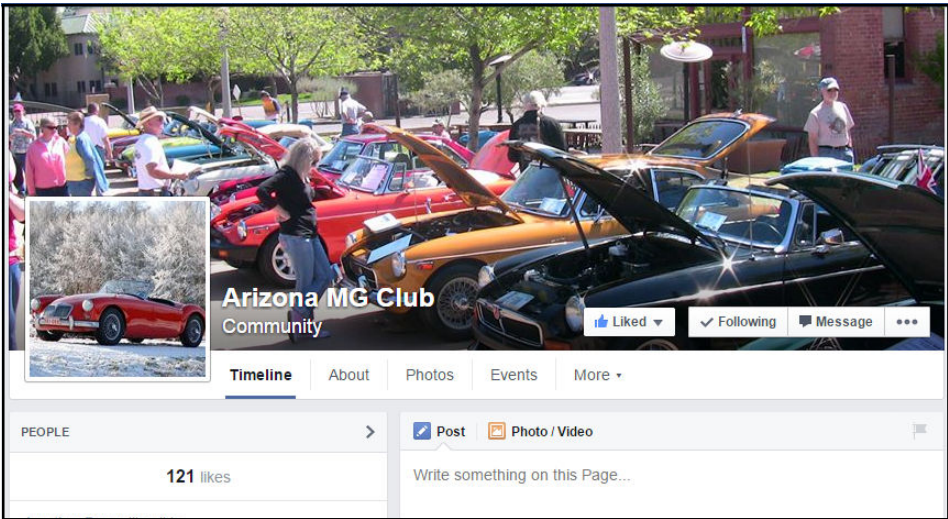 Arizona MG Club
Community
Liked
Following
Message
Timeline
About
Photos
Events
More
PEOPLE
121 likes
Post
Photo / Video
Write something on this Page...